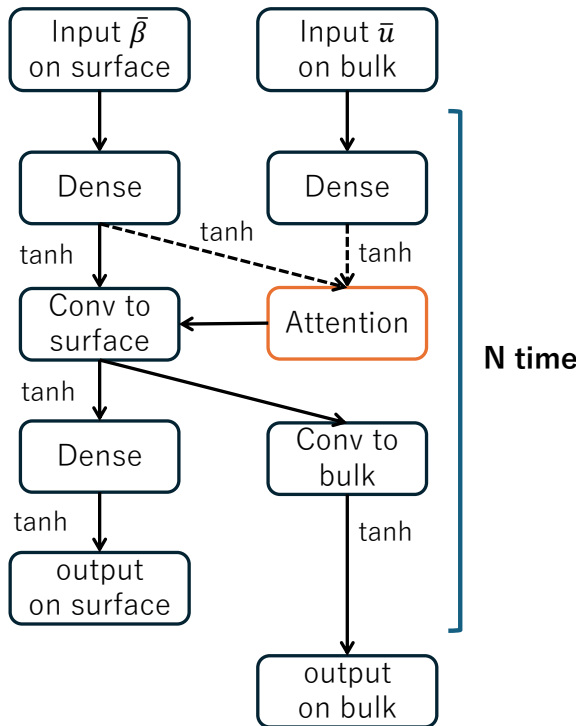 Input β̄
on surface
Input ū
on bulk
Dense
Dense
tanh
tanh
tanh
Conv to
surface
Attention
N time
tanh
Dense
Conv to
bulk
tanh
tanh
output
on surface
output
on bulk